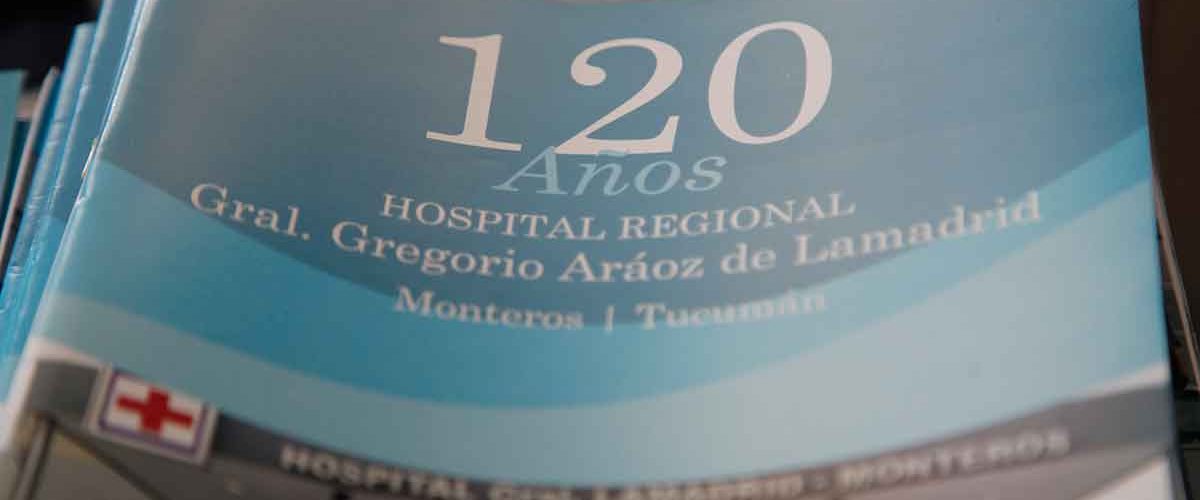 120
Años
HOSPITAL REGIONAL
Gral. Gregorio Aráoz de Lamadrid
Monteros / Tucumán
HOSPITAL Gral. LAMADRID - MONTEROS